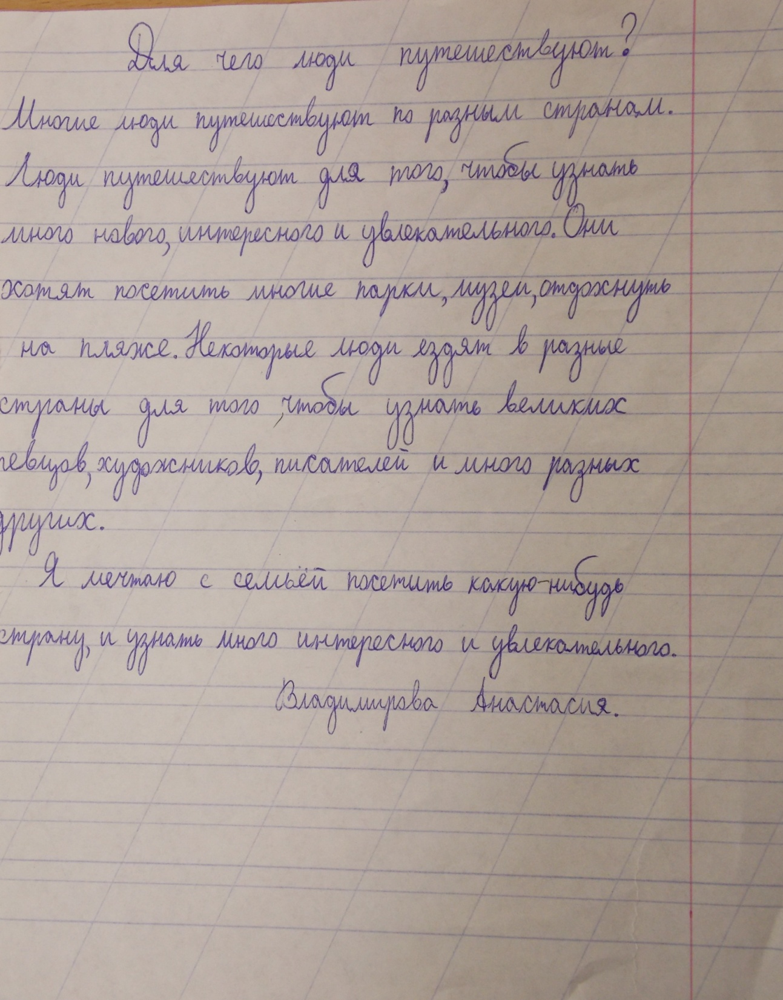 Для чего люди путешествуют?
Многие люди путешествуют по разным странам.
Люди путешествуют для того, чтобы узнать
много нового, интересного и увлекательного. Они
хотят посетить многие парки, музеи, отдохнуть
на пляже. Некоторые люди ездят в разные
страны для того, чтобы узнать великих
певцов, художников, писателей и много разных
других.
Я мечтаю с семьёй посетить какую-нибудь
страну, и узнать много интересного и увлекательного.
Владимирова Анастасия.